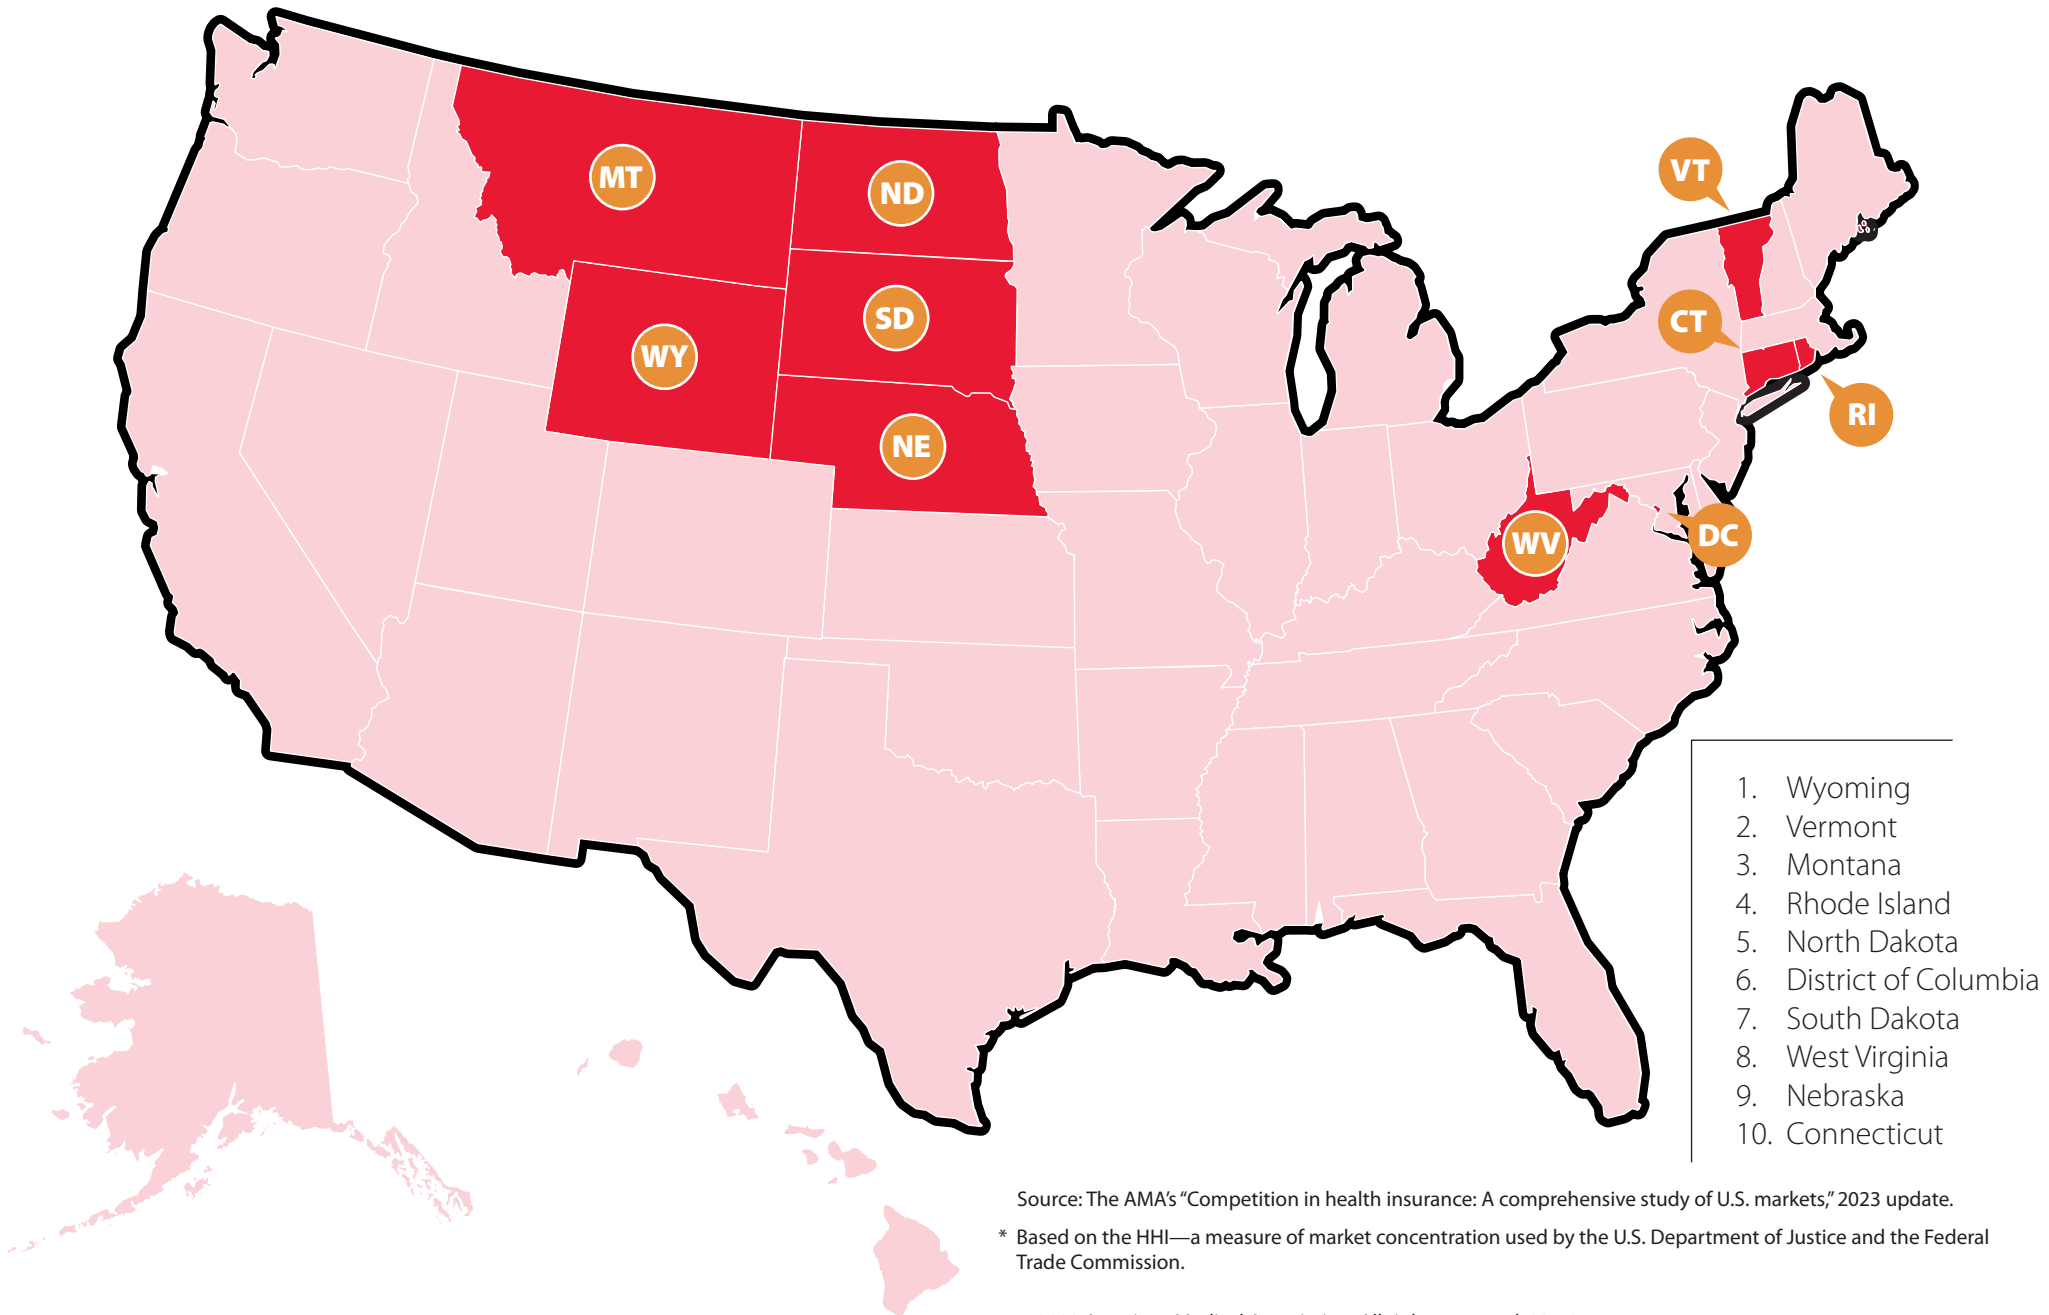 MT
ND
VT
SD
CT
WY
RI
NE
WV
DC
1. Wyoming
2. Vermont
3. Montana
4. Rhode Island
5. North Dakota
6. District of Columbia
7. South Dakota
8. West Virginia
9. Nebraska
10. Connecticut
Source: The AMA's “Competition in health insurance: A comprehensive study of U.S. markets,” 2023 update.
* Based on the HHI—a measure of market concentration used by the U.S. Department of Justice and the Federal
Trade Commission.